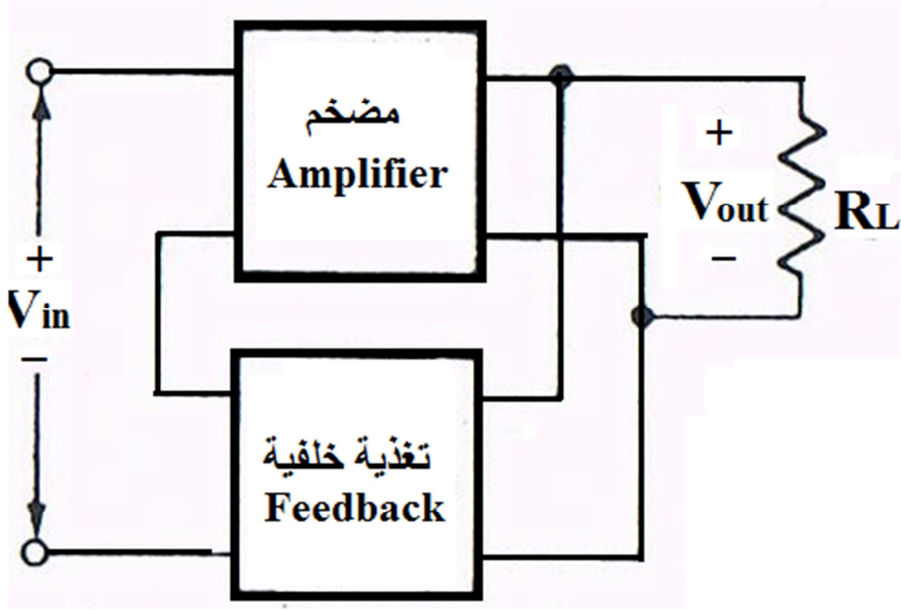 مضخم
Amplifier
+
Vout
−
RL
+
Vin
−
تغذية خلفية
Feedback